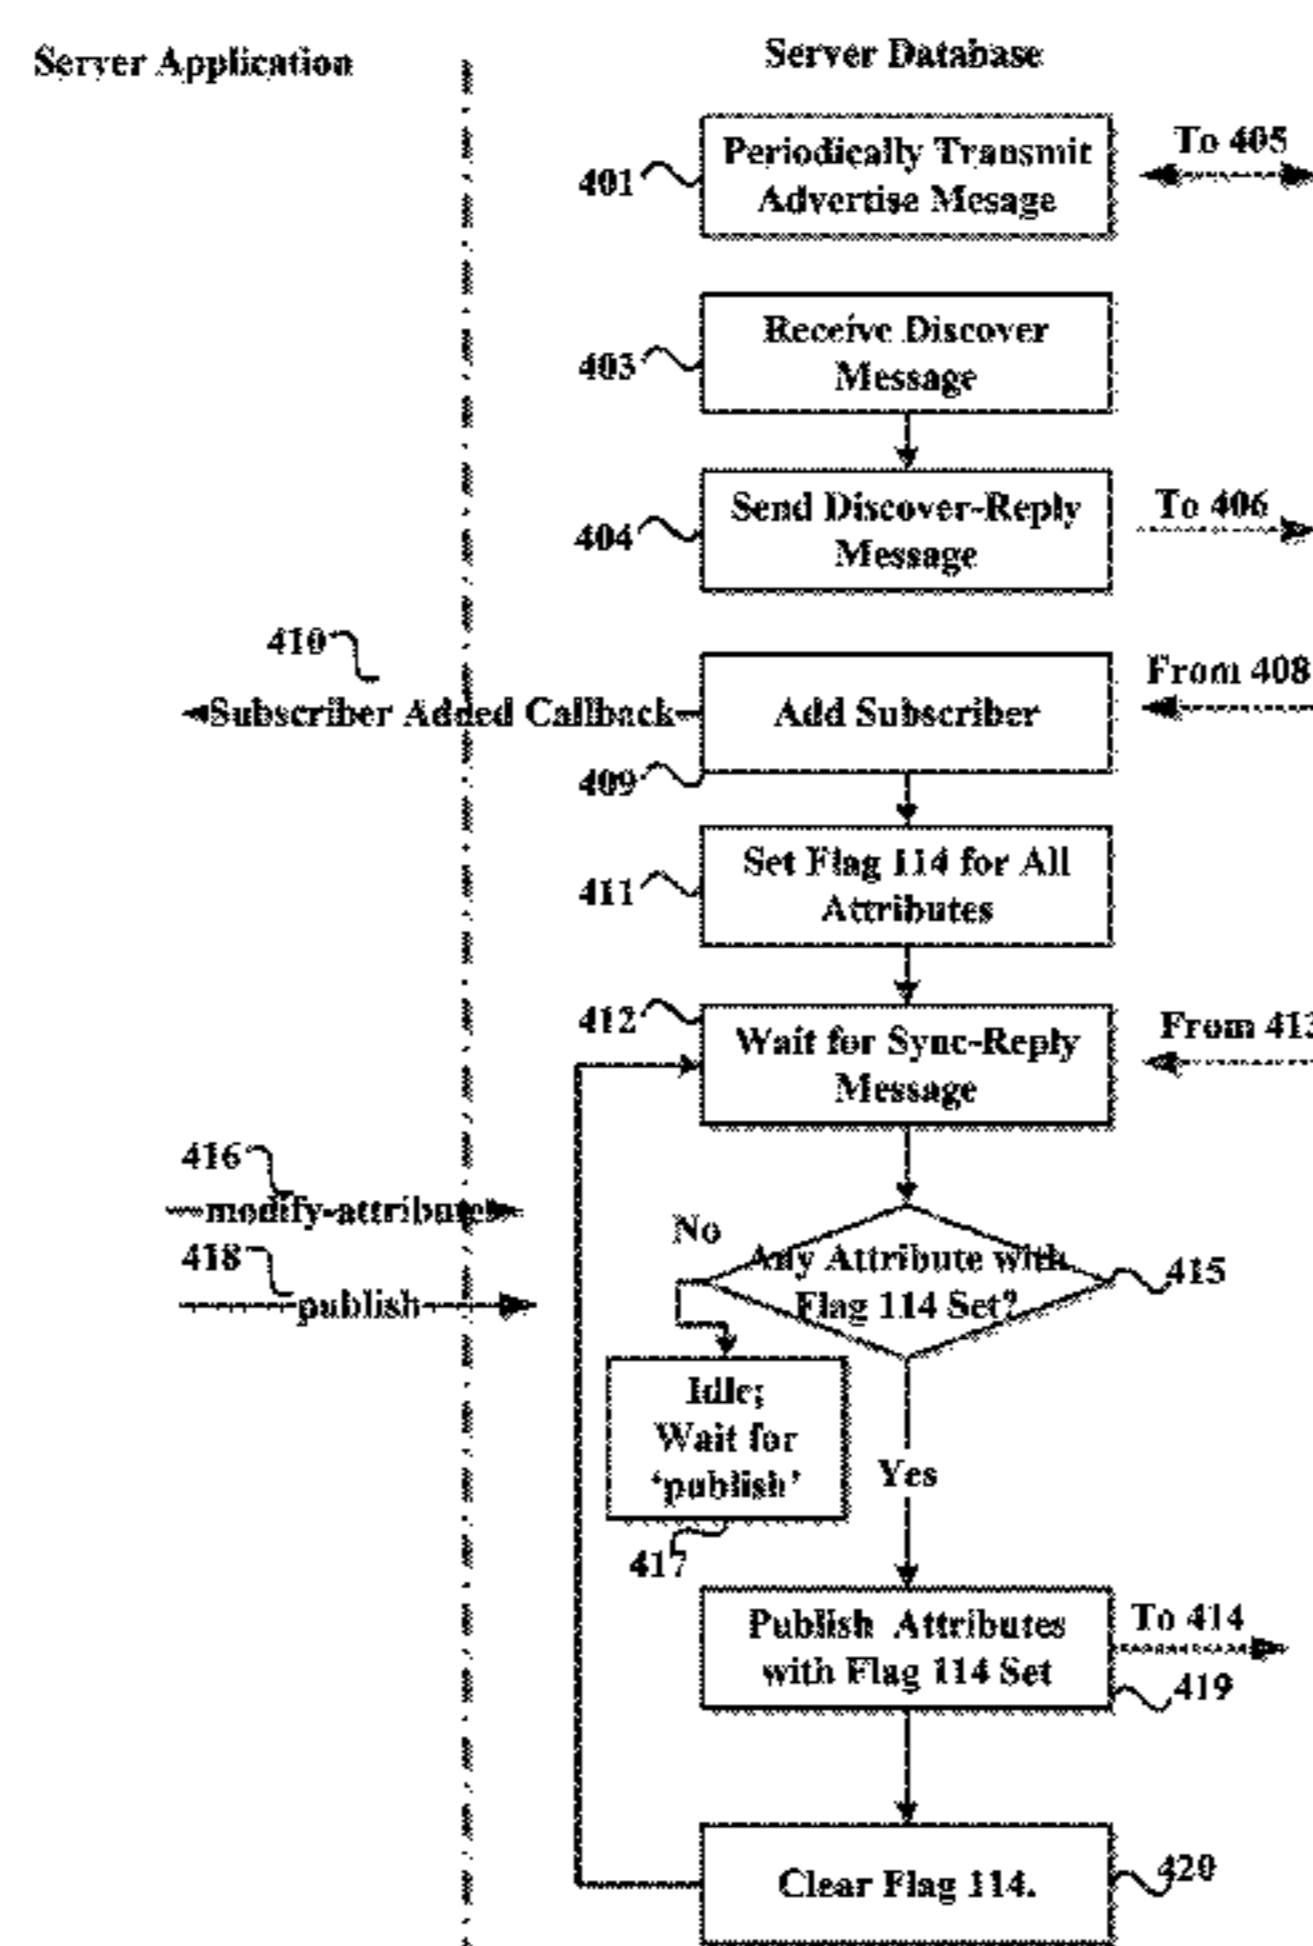 Server Application
Server Database
Periodically Transmit
Advertise Mesage
401
To 405
Receive Discover
Message
403
Send Discover-Reply
Message
404
To 406
410
Subscriber Added Callback
Add Subscriber
From 408
409
Set Flag 114 for All
Attributes
411
412
Wait for Sync-Reply
Message
From 413
416
modify-attributes
418
publish
No
Any Attribute with
Flag 114 Set?
415
Idle;
Wait for
‘publish’
417
Yes
Publish Attributes
with Flag 114 Set
To 414
419
Clear Flag 114.
420